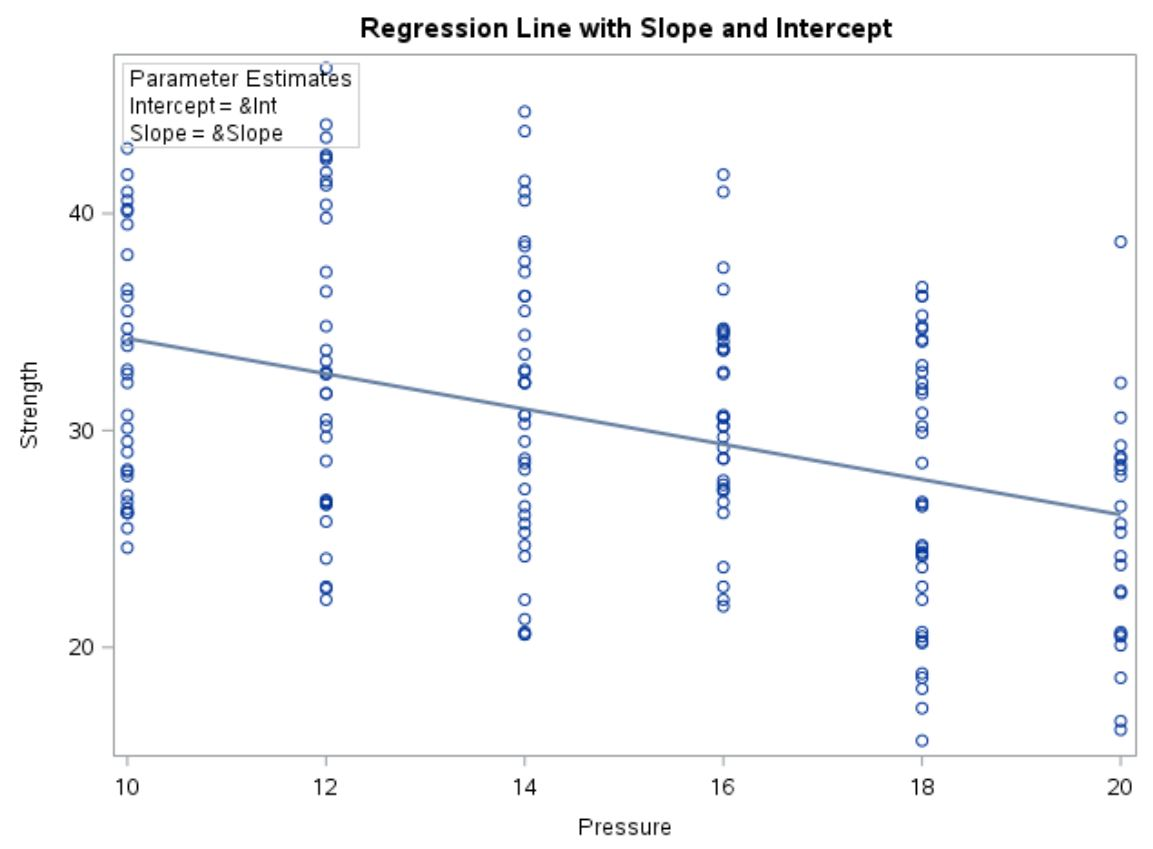 Regression Line with Slope and Intercept
Parameter Estimates
Intercept = &Int
Slope = &Slope
40
30
20
Strength
10 12 14 16 18 20
Pressure